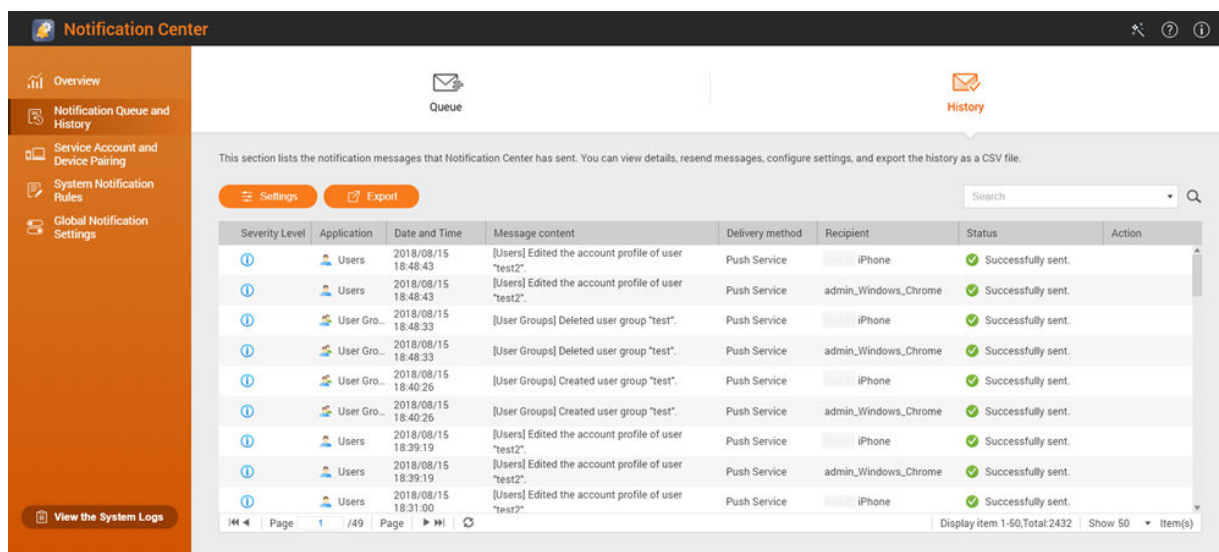 Notification Center
Overview
Notification Queue and
History
Service Account and
Device Pairing
System Notification
Rules
Global Notification
Settings
View the System Logs
Queue
History
This section lists the notification messages that Notification Center has sent. You can view details, resend messages, configure settings, and export the history as a CSV file.
Settings Export Search
Severity Level Application Date and Time Message content Delivery method Recipient Status Action
Users 2018/08/15 18:48:43 [Users] Edited the account profile of user "test2". Push Service iPhone Successfully sent.
Users 2018/08/15 18:48:43 [Users] Edited the account profile of user "test2". Push Service admin_Windows_Chrome Successfully sent.
User Gro... 2018/08/15 18:48:33 [User Groups] Deleted user group "test". Push Service iPhone Successfully sent.
User Gro... 2018/08/15 18:48:33 [User Groups] Deleted user group "test". Push Service admin_Windows_Chrome Successfully sent.
User Gro... 2018/08/15 18:40:26 [User Groups] Created user group "test". Push Service iPhone Successfully sent.
User Gro... 2018/08/15 18:40:26 [User Groups] Created user group "test". Push Service admin_Windows_Chrome Successfully sent.
Users 2018/08/15 18:39:19 [Users] Edited the account profile of user "test2". Push Service iPhone Successfully sent.
Users 2018/08/15 18:39:19 [Users] Edited the account profile of user "test2". Push Service admin_Windows_Chrome Successfully sent.
Users 2018/08/15 18:31:00 [Users] Edited the account profile of user "test2". Push Service iPhone Successfully sent.
Page 1 /49 Page Display item 1-50,Total:2432 Show 50 Item(s)